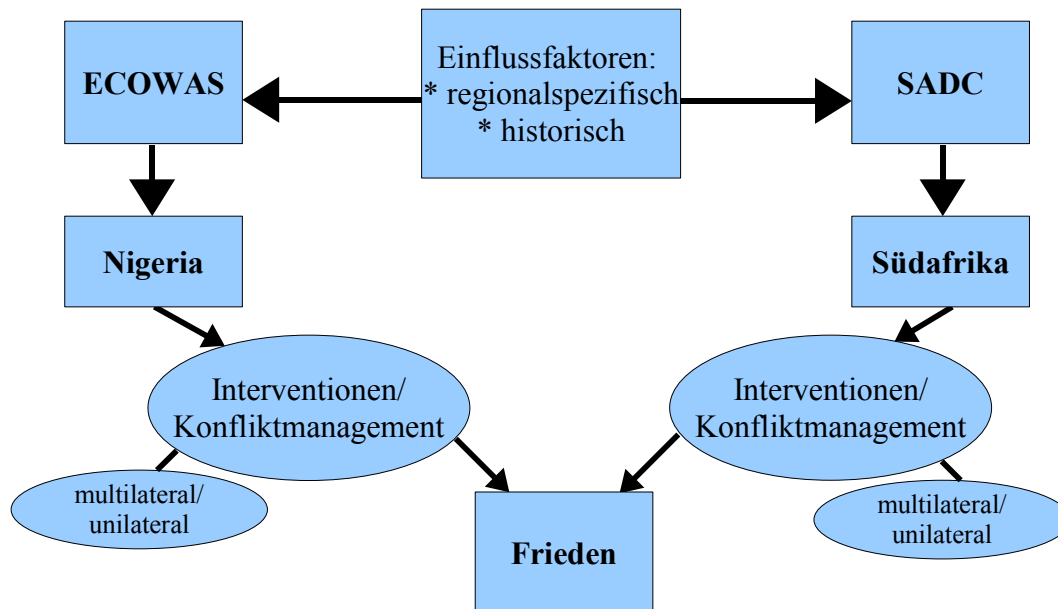 ECOWAS
Einflussfaktoren:
* regionalspezifisch
* historisch
SADC
Nigeria
Südafrika
Interventionen/
Konfliktmanagement
Interventionen/
Konfliktmanagement
multilateral/
unilateral
multilateral/
unilateral
Frieden